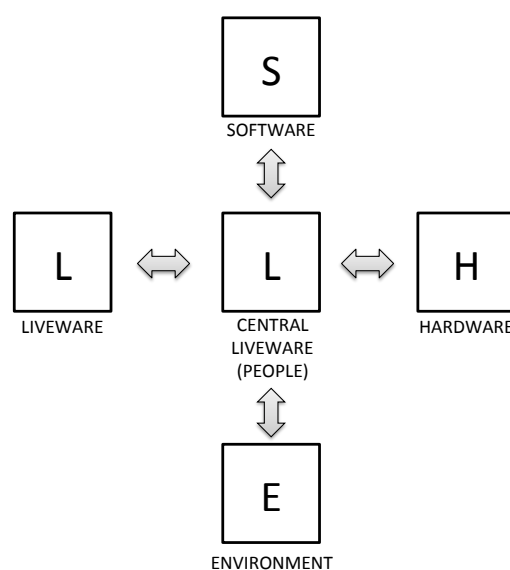 S
SOFTWARE
L
LIVEWARE
L
CENTRAL
LIVEWARE
(PEOPLE)
H
HARDWARE
E
ENVIRONMENT